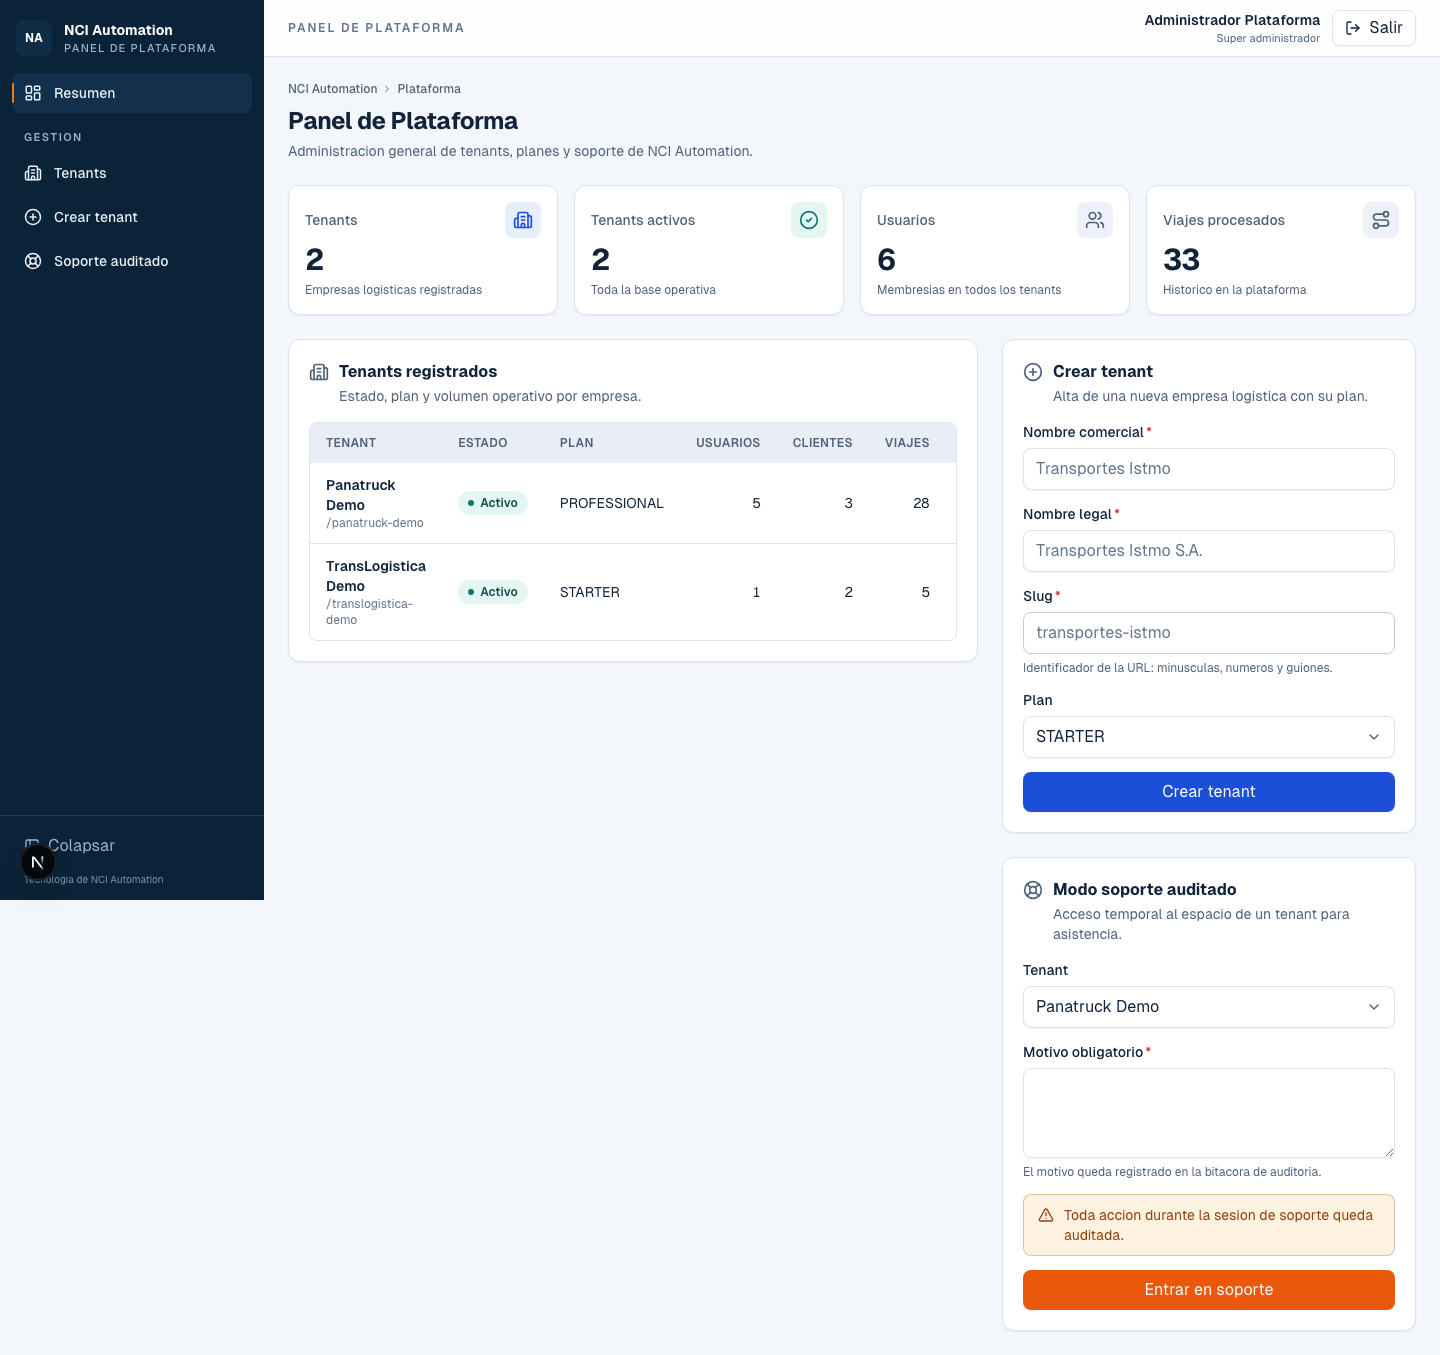 NA
NCI Automation
PANEL DE PLATAFORMA
Resumen
GESTION
Tenants
Crear tenant
Soporte auditado
Colapsar
Tecnologia de NCI Automation
PANEL DE PLATAFORMA
Administrador Plataforma
Super administrador
Salir
NCI Automation > Plataforma
Panel de Plataforma
Administracion general de tenants, planes y soporte de NCI Automation.
Tenants
2
Empresas logisticas registradas
Tenants activos
2
Toda la base operativa
Usuarios
6
Membresias en todos los tenants
Viajes procesados
33
Historico en la plataforma
Tenants registrados
Estado, plan y volumen operativo por empresa.
TENANT ESTADO PLAN USUARIOS CLIENTES VIAJES
Panatruck
Demo
/panatruck-demo
Activo PROFESSIONAL 5 3 28
TransLogistica
Demo
/translogistica-
demo
Activo STARTER 1 2 5
Crear tenant
Alta de una nueva empresa logistica con su plan.
Nombre comercial *
Transportes Istmo
Nombre legal *
Transportes Istmo S.A.
Slug *
transportes-istmo
Identificador de la URL: minusculas, numeros y guiones.
Plan
STARTER
Crear tenant
Modo soporte auditado
Acceso temporal al espacio de un tenant para
asistencia.
Tenant
Panatruck Demo
Motivo obligatorio *
El motivo queda registrado en la bitacora de auditoria.
Toda accion durante la sesion de soporte queda
auditada.
Entrar en soporte